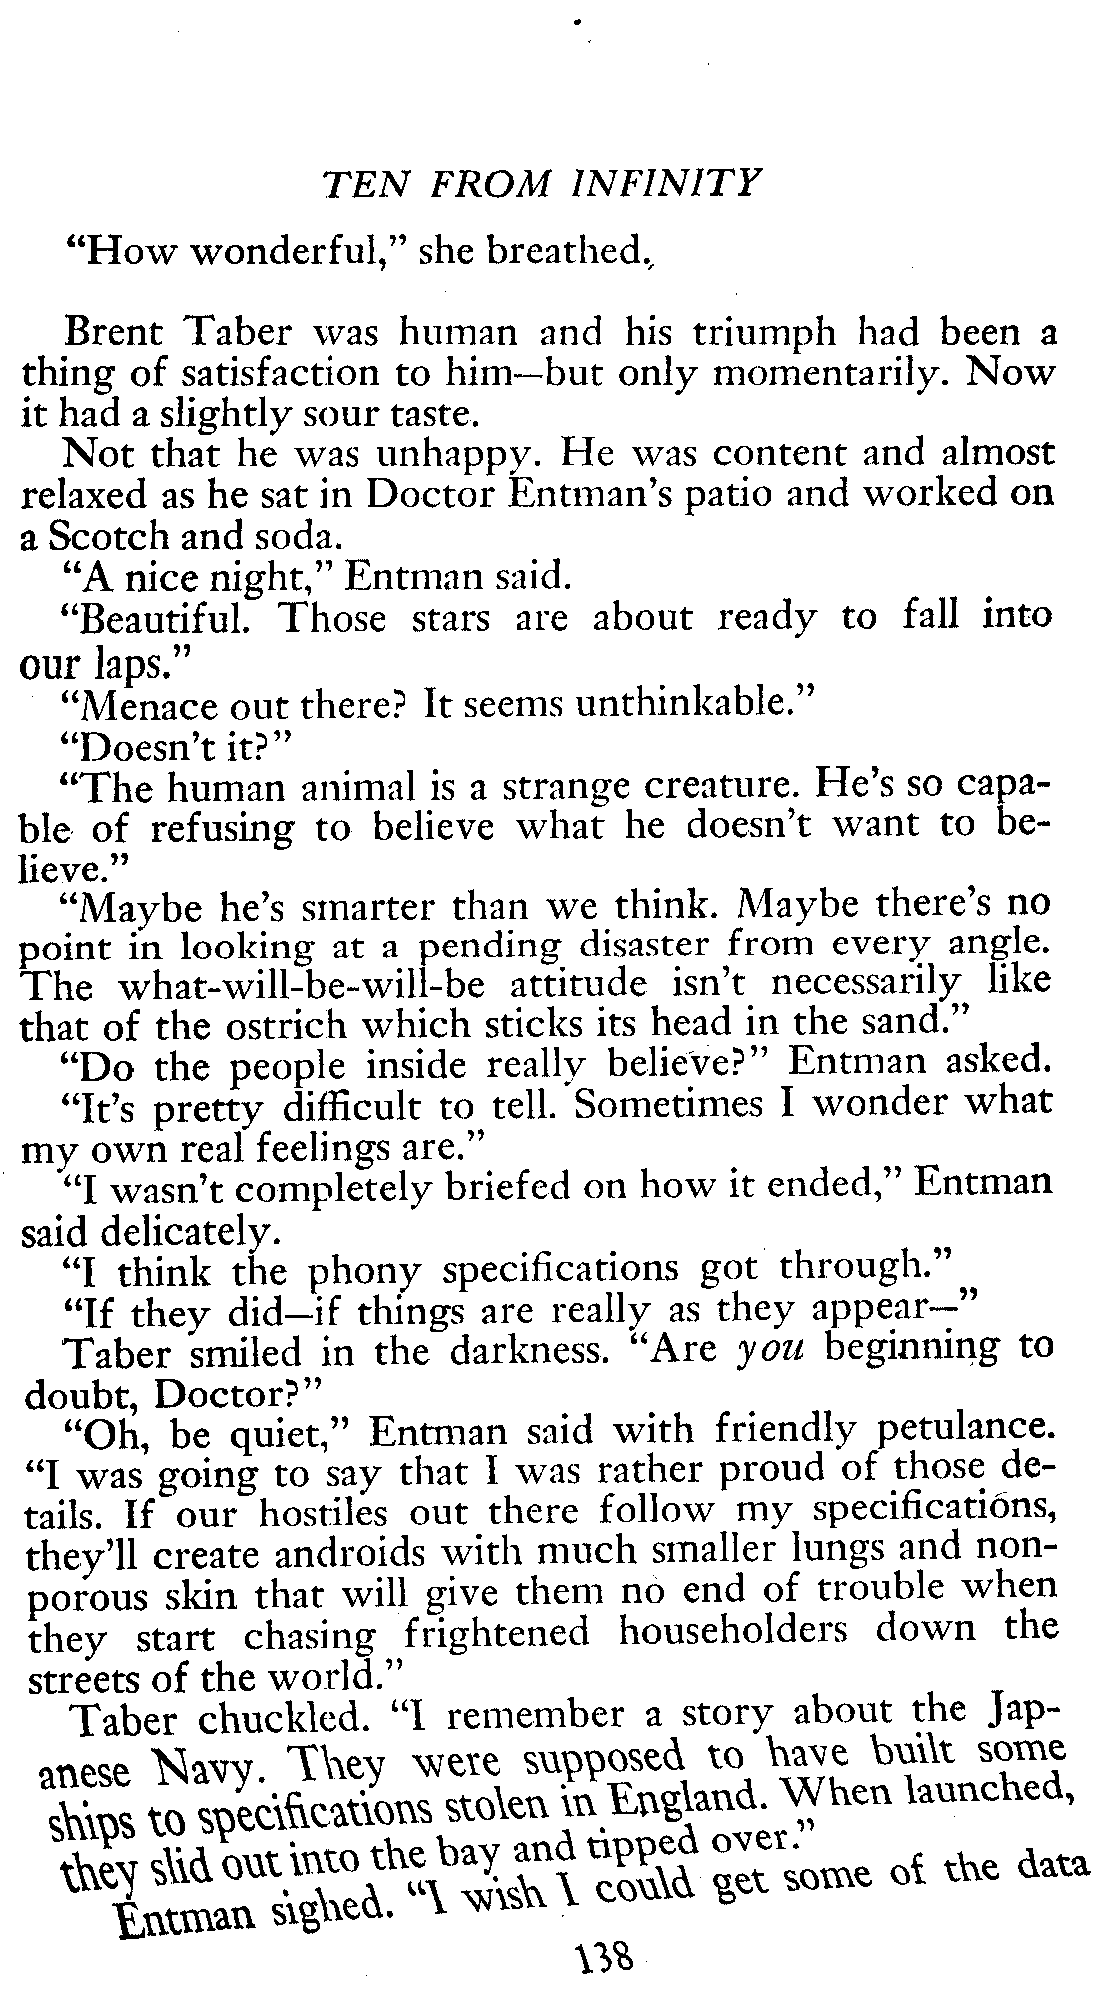 TEN FROM INFINITY
“How wonderful,” she breathed.
Brent Taber was human and his triumph had been a
thing of satisfaction to him—but only momentarily. Now
it had a slightly sour taste.
Not that he was unhappy. He was content and almost
relaxed as he sat in Doctor Entman’s patio and worked on
a Scotch and soda.
“A nice night,” Entman said.
“Beautiful. Those stars are about ready to fall into
our laps.”
“Menace out there? It seems unthinkable.”
“Doesn’t it?”
“The human animal is a strange creature. He’s so capa-
ble of refusing to believe what he doesn’t want to be-
lieve.”
“Maybe he’s smarter than we think. Maybe there’s no
point in looking at a pending disaster from every angle.
The what-will-be-will-be attitude isn’t necessarily like
that of the ostrich which sticks its head in the sand.”
“Do the people inside really believe?” Entman asked.
“It’s pretty difficult to tell. Sometimes I wonder what
my own real feelings are.”
“I wasn’t completely briefed on how it ended,” Entman
said delicately.
“I think the phony specifications got through.”
“If they did—if things are really as they appear—”
Taber smiled in the darkness. “Are you beginning to
doubt, Doctor?”
“Oh, be quiet,” Entman said with friendly petulance.
“I was going to say that I was rather proud of those de-
tails. If our hostiles out there follow my specifications,
they’ll create androids with much smaller lungs and non-
porous skin that will give them no end of trouble when
they start chasing frightened householders down the
streets of the world.”
Taber chuckled. “I remember a story about the Jap-
anese Navy. They were supposed to have built some
ships to specifications stolen in England. When launched,
they slid out into the bay and tipped over.”
Entman sighed. “I wish I could get some of the data
138